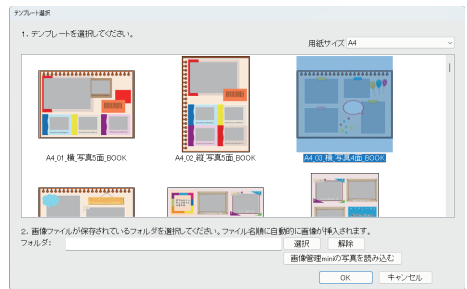 テンプレート選択
1. テンプレートを選択してください。
用紙サイズ A4
A4_01_横_写真5面_BOOK
A4_02_縦_写真5面_BOOK
A4_03_横_写真4面_BOOK
2. 画像ファイルが保存されているフォルダを選択してください。ファイル名順に自動的に画像が挿入されます。
フォルダ:
選択
解除
画像管理miniの写真を読み込む
OK
キャンセル